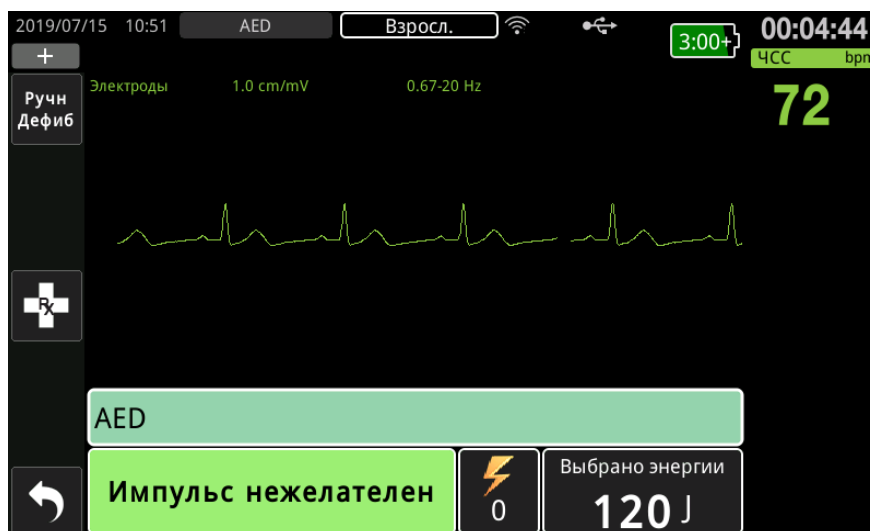 2019/07/15 10:51 AED Взросл. 3:00+ 00:04:44
+
ЧСС bpm
Ручн
Дефиб
Электроды 1.0 cm/mV 0.67-20 Hz
72
Rx
AED
Импульс нежелателен
0
Выбрано энергии
120 J